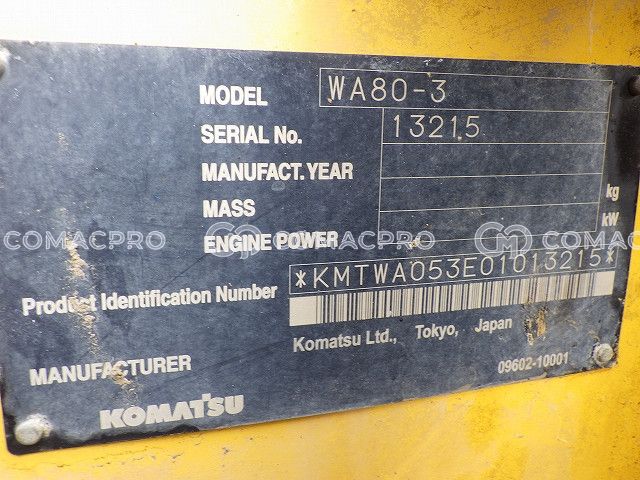 MODEL WA80-3
SERIAL No. 13215
MANUFACT. YEAR
MASS kg
ENGINE POWER kW
COMACPRO COMACPRO COMACPRO
Product Identification Number *KMTWA053E01013215*
MANUFACTURER Komatsu Ltd., Tokyo, Japan
09602-10001
KOMATSU